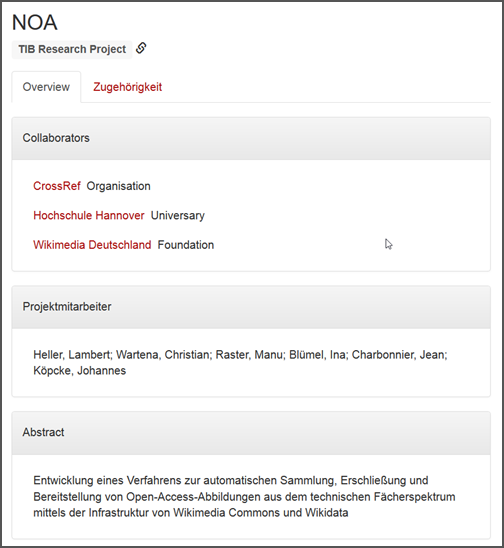 NOA
TIB Research Project
Overview Zugehörigkeit
Collaborators
CrossRef Organisation
Hochschule Hannover Universary
Wikimedia Deutschland Foundation
Projektmitarbeiter
Heller, Lambert; Wartena, Christian; Raster, Manu; Blümel, Ina; Charbonnier, Jean;
Köpcke, Johannes
Abstract
Entwicklung eines Verfahrens zur automatischen Sammlung, Erschließung und
Bereitstellung von Open-Access-Abbildungen aus dem technischen Fächerspektrum
mittels der Infrastruktur von Wikimedia Commons und Wikidata